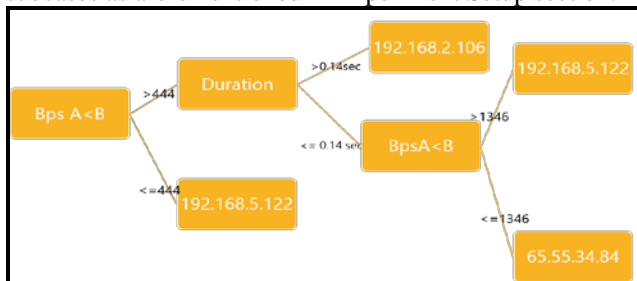 192.168.2.106
>0.14sec
192.168.5.122
Duration
>444
Bps A<B
>1346
<= 0.14 sec
BpsA<B
<=444
192.168.5.122
<=1346
65.55.34.84